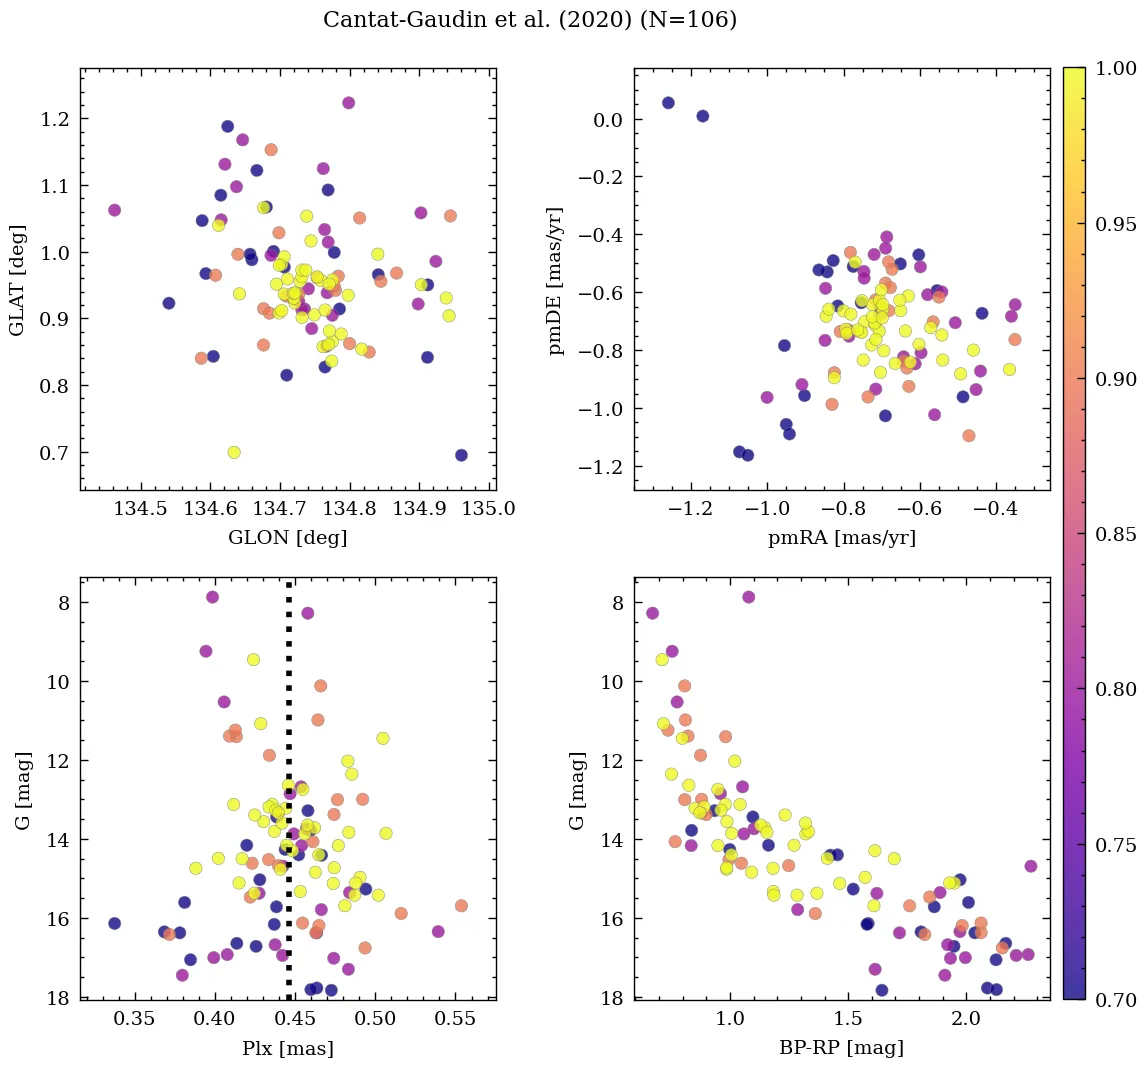 Cantat-Gaudin et al. (2020) (N=106)
GLAT [deg]
1.2
1.1
1.0
0.9
0.8
0.7
134.5 134.6 134.7 134.8 134.9 135.0
GLON [deg]
pmDE [mas/yr]
0.0
−0.2
−0.4
−0.6
−0.8
−1.0
−1.2
−1.2 −1.0 −0.8 −0.6 −0.4
pmRA [mas/yr]
G [mag]
8
10
12
14
16
18
0.35 0.40 0.45 0.50 0.55
Plx [mas]
G [mag]
8
10
12
14
16
18
1.0 1.5 2.0
BP-RP [mag]
1.00
0.95
0.90
0.85
0.80
0.75
0.70